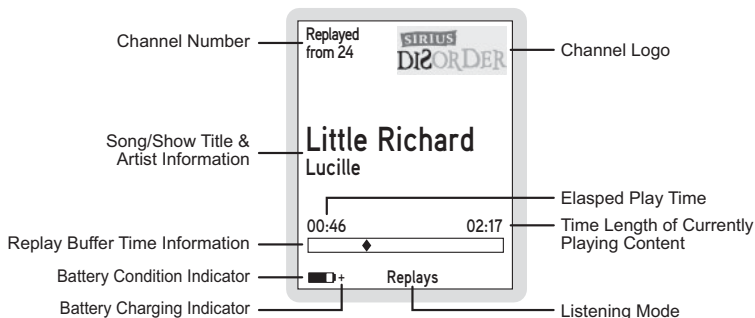 Channel Number
Replayed
from 24
SIRIUS
DISORDER
Channel Logo
Song/Show Title &
Artist Information
Little Richard
Lucille
Elasped Play Time
00:46
02:17
Time Length of Currently
Playing Content
Replay Buffer Time Information
Battery Condition Indicator
+
Replays
Battery Charging Indicator
Listening Mode